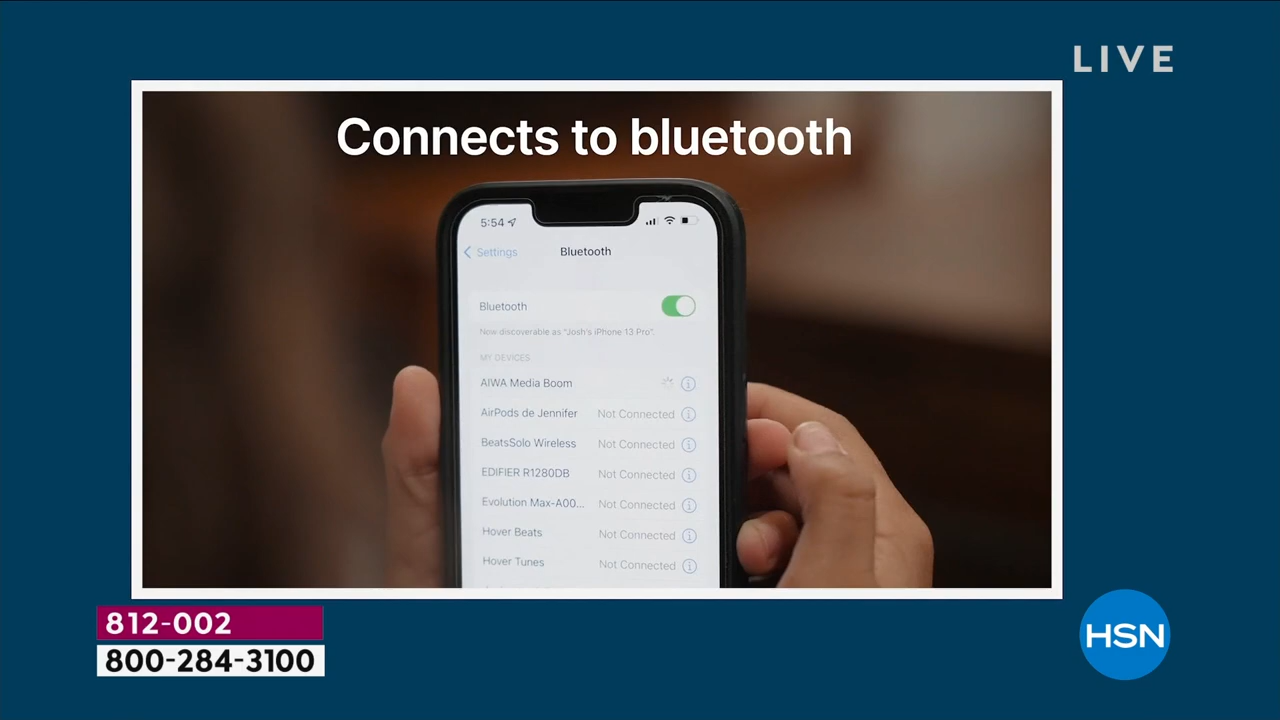 LIVE
Connects to bluetooth
5:54
Settings
Bluetooth
Bluetooth
Now discoverable as "Josh's iPhone 13 Pro".
MY DEVICES
AIWA Media Boom
AirPods de Jennifer Not Connected
BeatsSolo Wireless Not Connected
EDIFIER R1280DB Not Connected
Evolution Max-A00... Not Connected
Hover Beats Not Connected
Hover Tunes Not Connected
812-002
800-284-3100
HSN